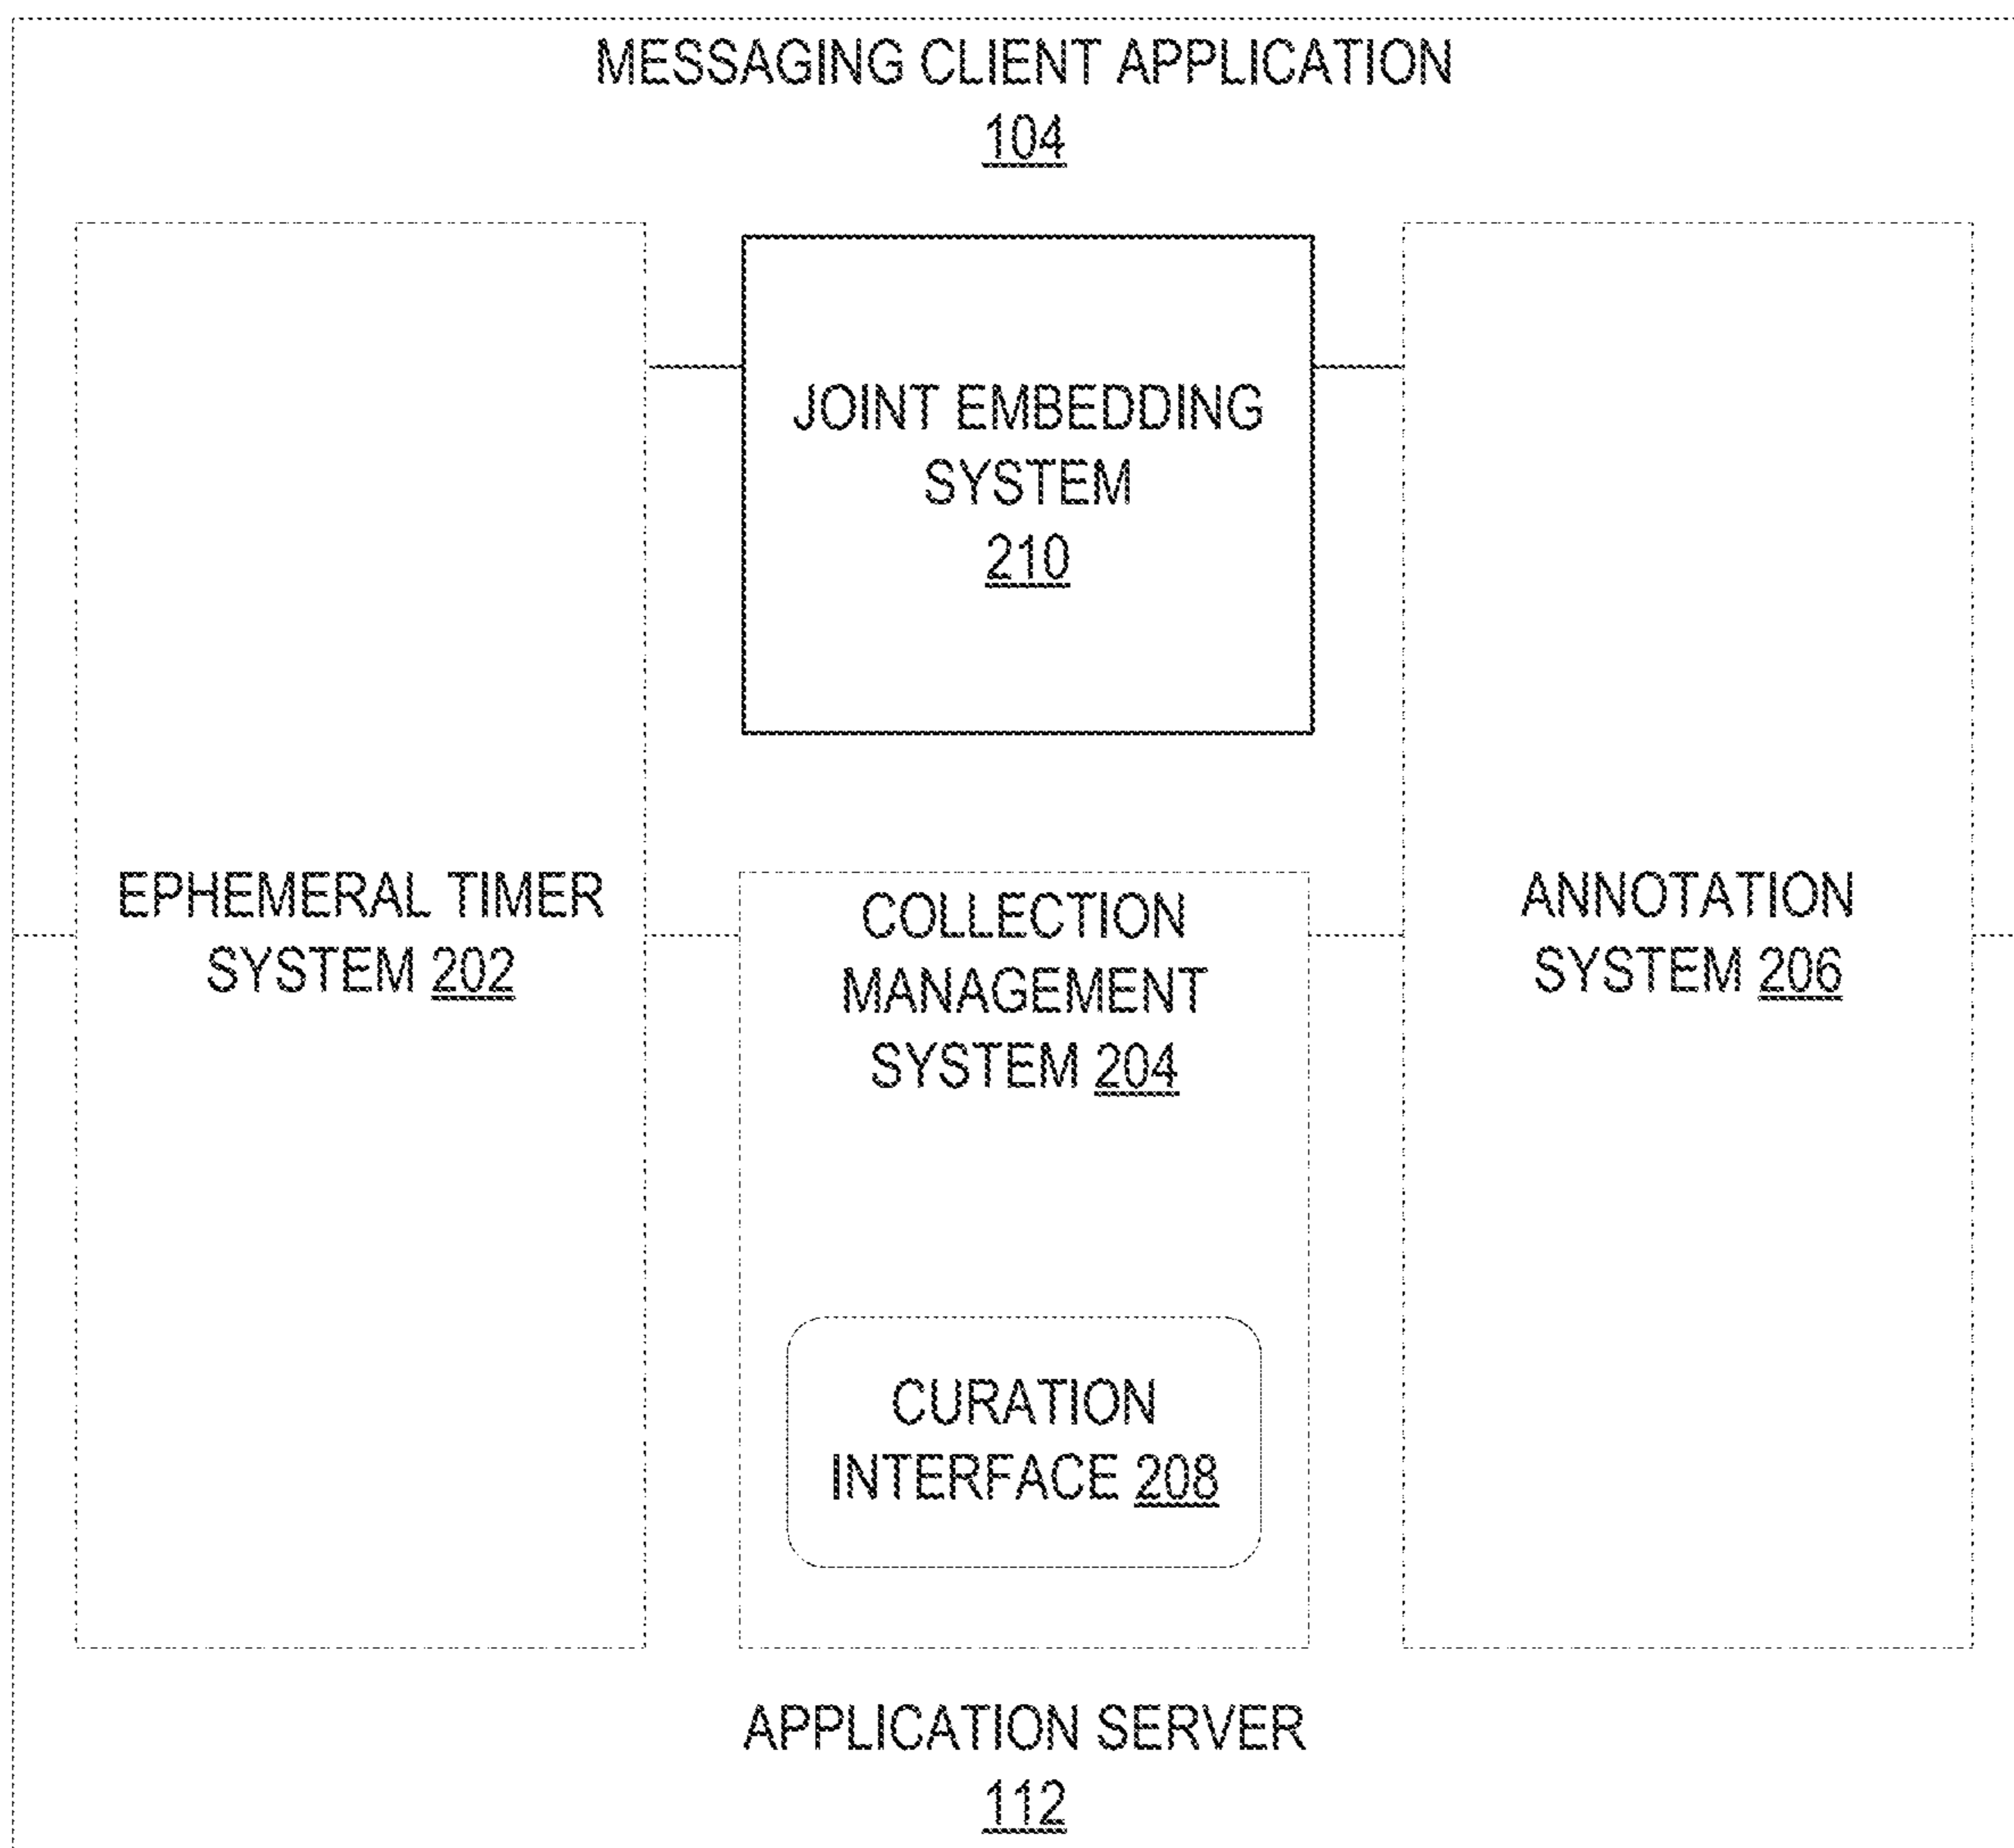 MESSAGING CLIENT APPLICATION
104
JOINT EMBEDDING
SYSTEM
210
EPHEMERAL TIMER
SYSTEM 202
COLLECTION
MANAGEMENT
SYSTEM 204
ANNOTATION
SYSTEM 206
CURATION
INTERFACE 208
APPLICATION SERVER
112